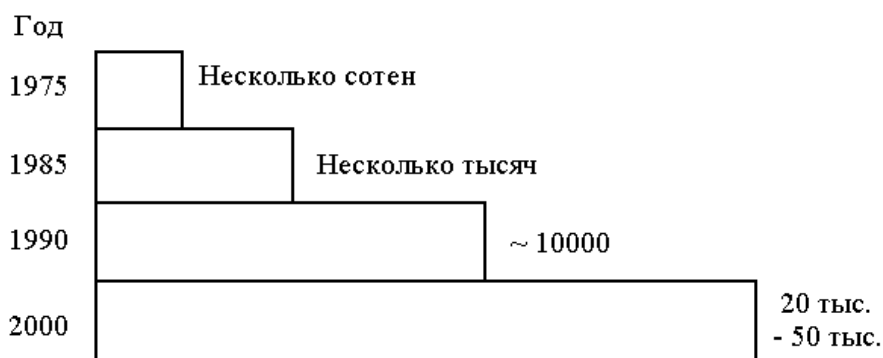 Год
1975
Несколько сотен
1985
Несколько тысяч
1990
~ 10000
2000
20 тыс.
- 50 тыс.